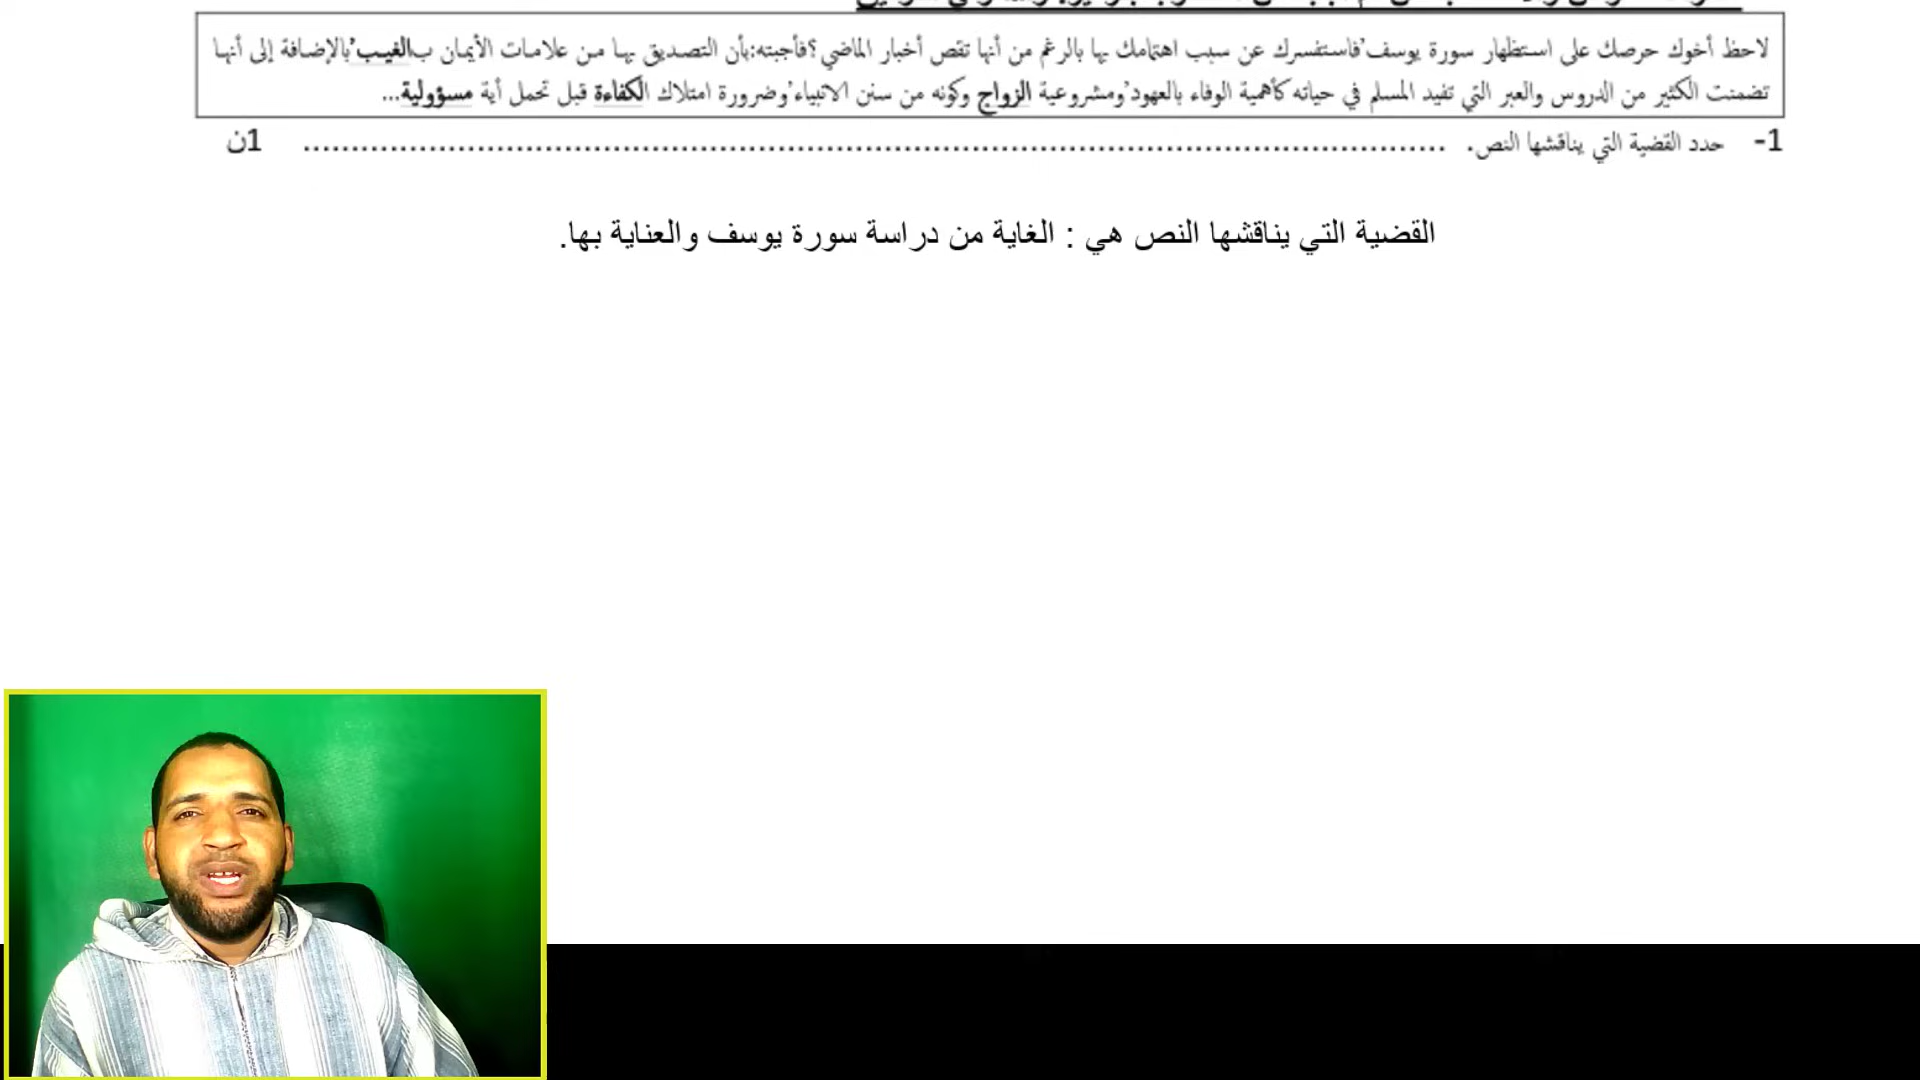 لاحظ أخوك حرصك على استظهار سورة يوسف'فاستفسرك عن سبب اهتمامك بها بالرغم من أنها تقص أخبار الماضي؟فأجبته:بأن التصديق بها من علامات الأيمان بالغيب'بالإضافة إلى أنها
تضمنت الكثير من الدروس والعبر التي تفيد المسلم في حياته كأهمية الوفاء بالعهود'ومشروعية الزواج وكونه من سنن الانبياء'وضرورة امتلاك الكفاءة قبل تحمل أية مسؤولية...
1- حدد القضية التي يناقشها النص. ........................................................................................................................ 1ن
القضية التي يناقشها النص هي : الغاية من دراسة سورة يوسف والعناية بها.